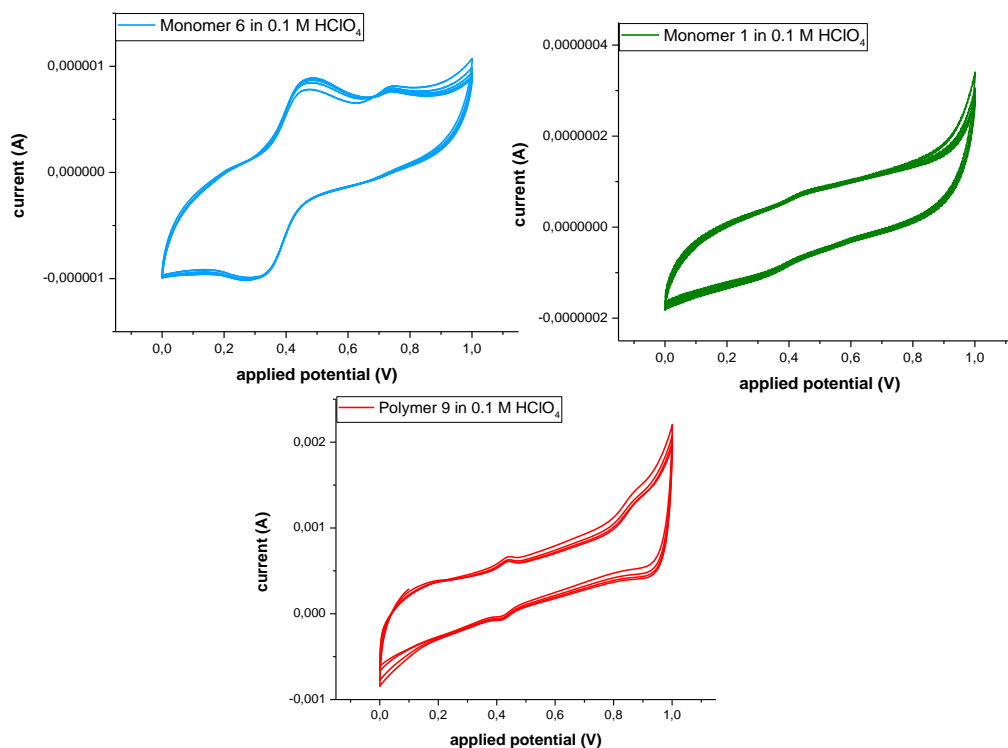 Monomer 6 in 0.1 M HClO4
0,000001
0,000000
-0,000001
0,0 0,2 0,4 0,6 0,8 1,0
current (A)
applied potential (V)
Monomer 1 in 0.1 M HClO4
0,0000004
0,0000002
0,0000000
-0,0000002
0,0 0,2 0,4 0,6 0,8 1,0
current (A)
applied potential (V)
Polymer 9 in 0.1 M HClO4
0,002
0,001
0,000
-0,001
0,0 0,2 0,4 0,6 0,8 1,0
current (A)
applied potential (V)